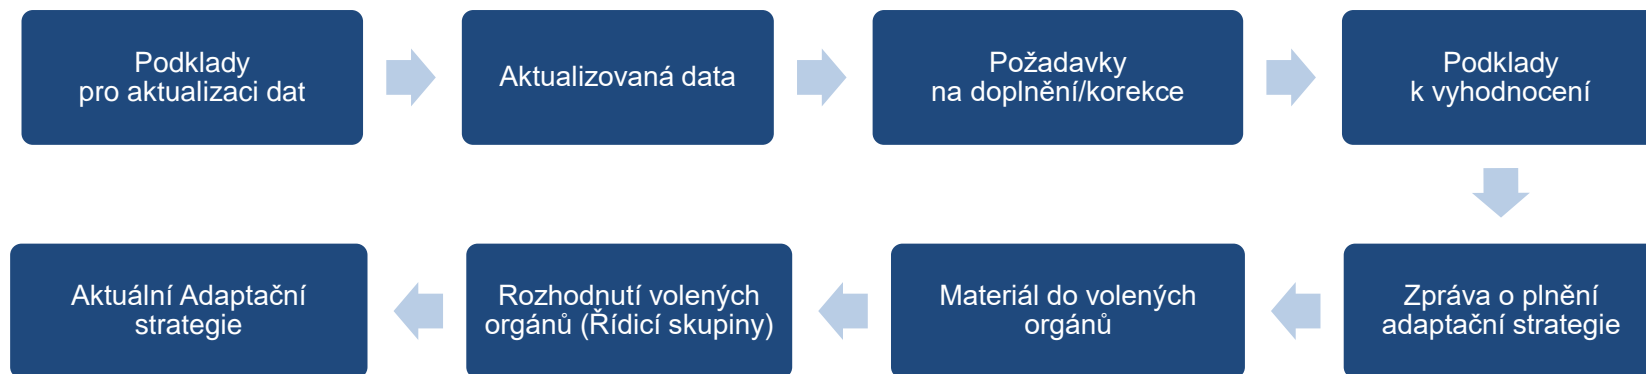 Podklady
pro aktualizaci dat
Aktualizovaná data
Požadavky
na doplnění/korekce
Podklady
k vyhodnocení
Zpráva o plnění
adaptační strategie
Materiál do volených
orgánů
Rozhodnutí volených
orgánů (Řídicí skupiny)
Aktuální Adaptační
strategie